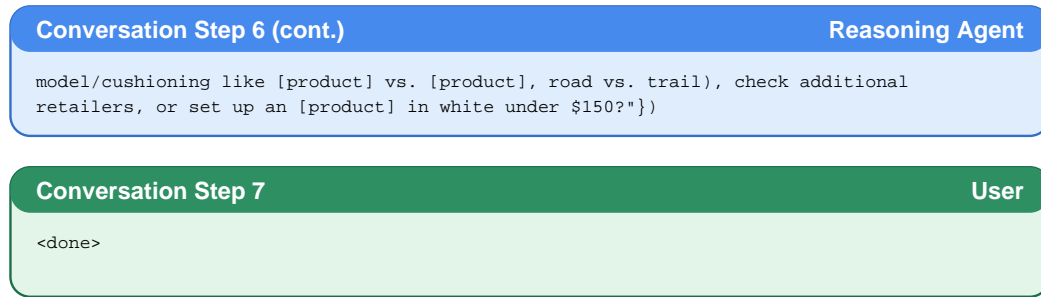 Conversation Step 6 (cont.) Reasoning Agent
model/cushioning like [product] vs. [product], road vs. trail), check additional
retailers, or set up an [product] in white under $150?"})
Conversation Step 7 User
<done>